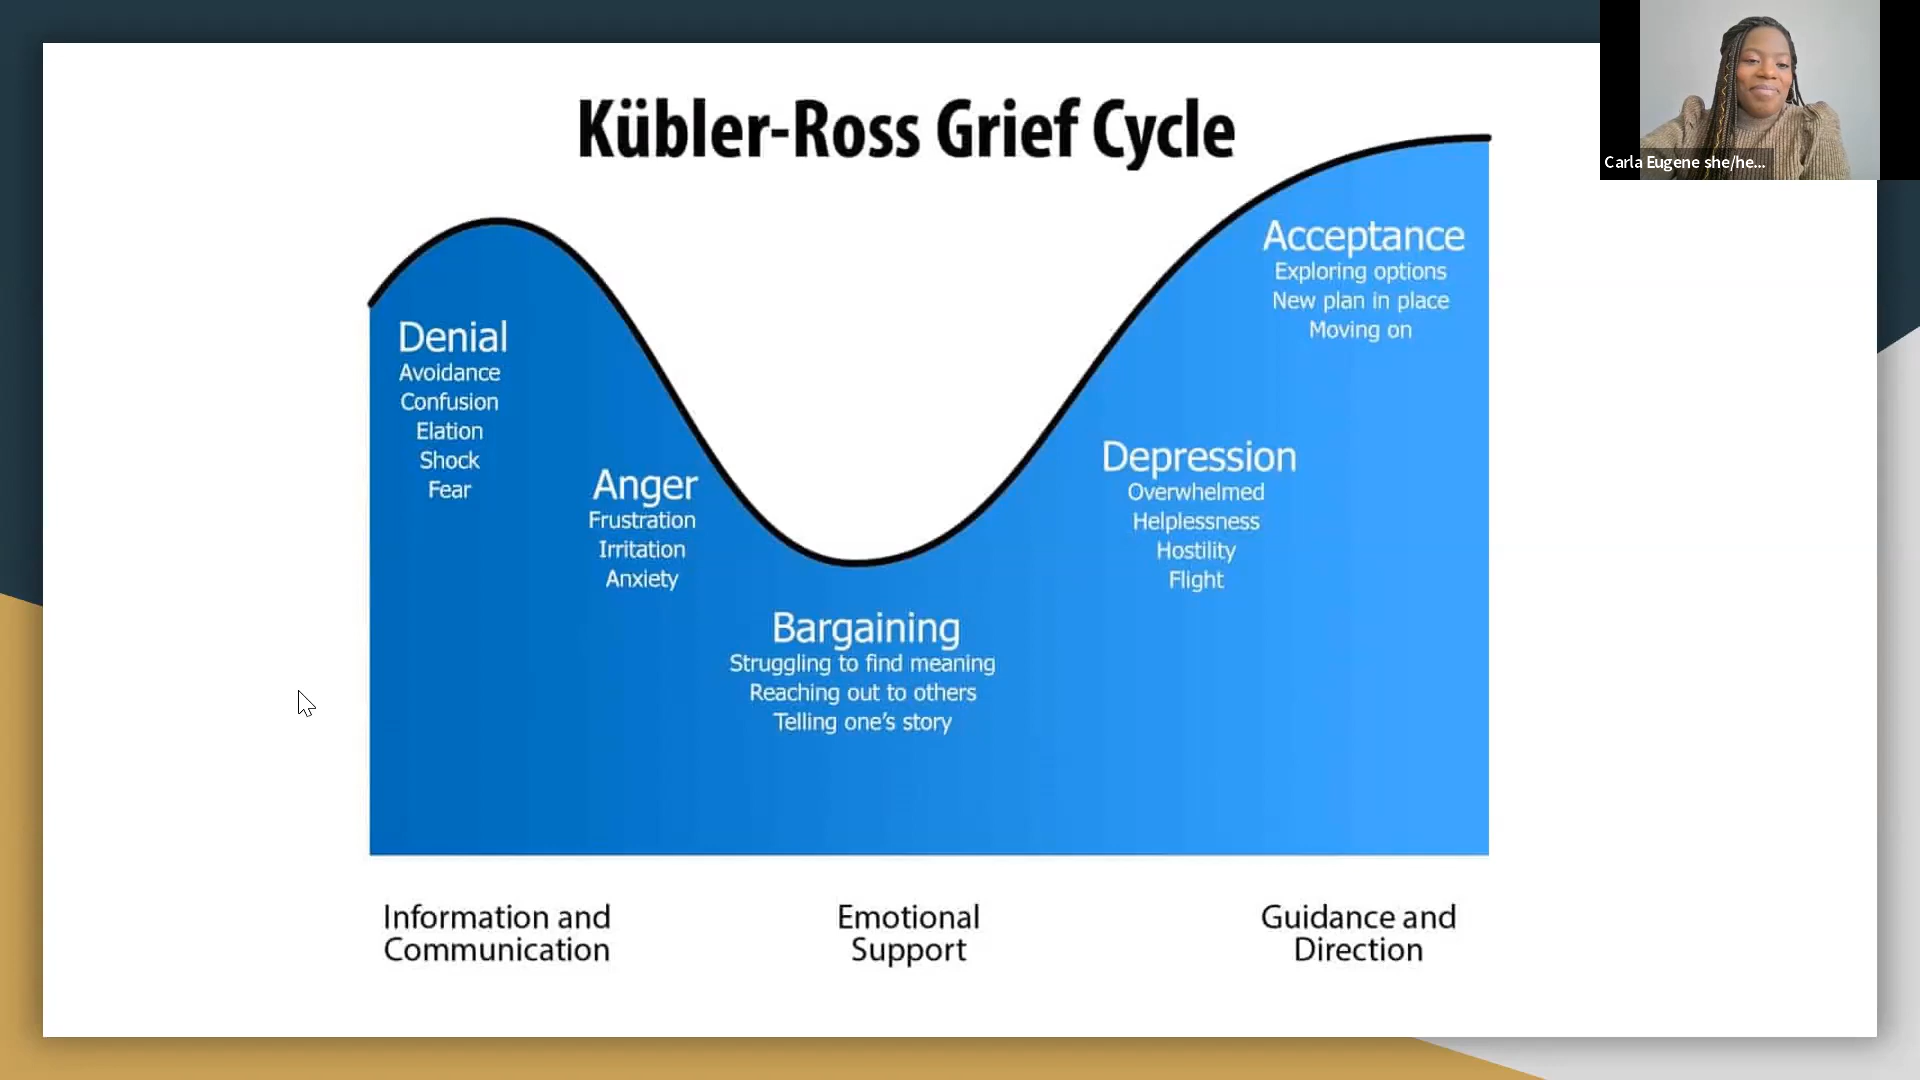 Kübler-Ross Grief Cycle
Carla Eugene she/he...
Denial
Avoidance
Confusion
Elation
Shock
Fear
Anger
Frustration
Irritation
Anxiety
Bargaining
Struggling to find meaning
Reaching out to others
Telling one’s story
Depression
Overwhelmed
Helplessness
Hostility
Flight
Acceptance
Exploring options
New plan in place
Moving on
Information and
Communication
Emotional
Support
Guidance and
Direction